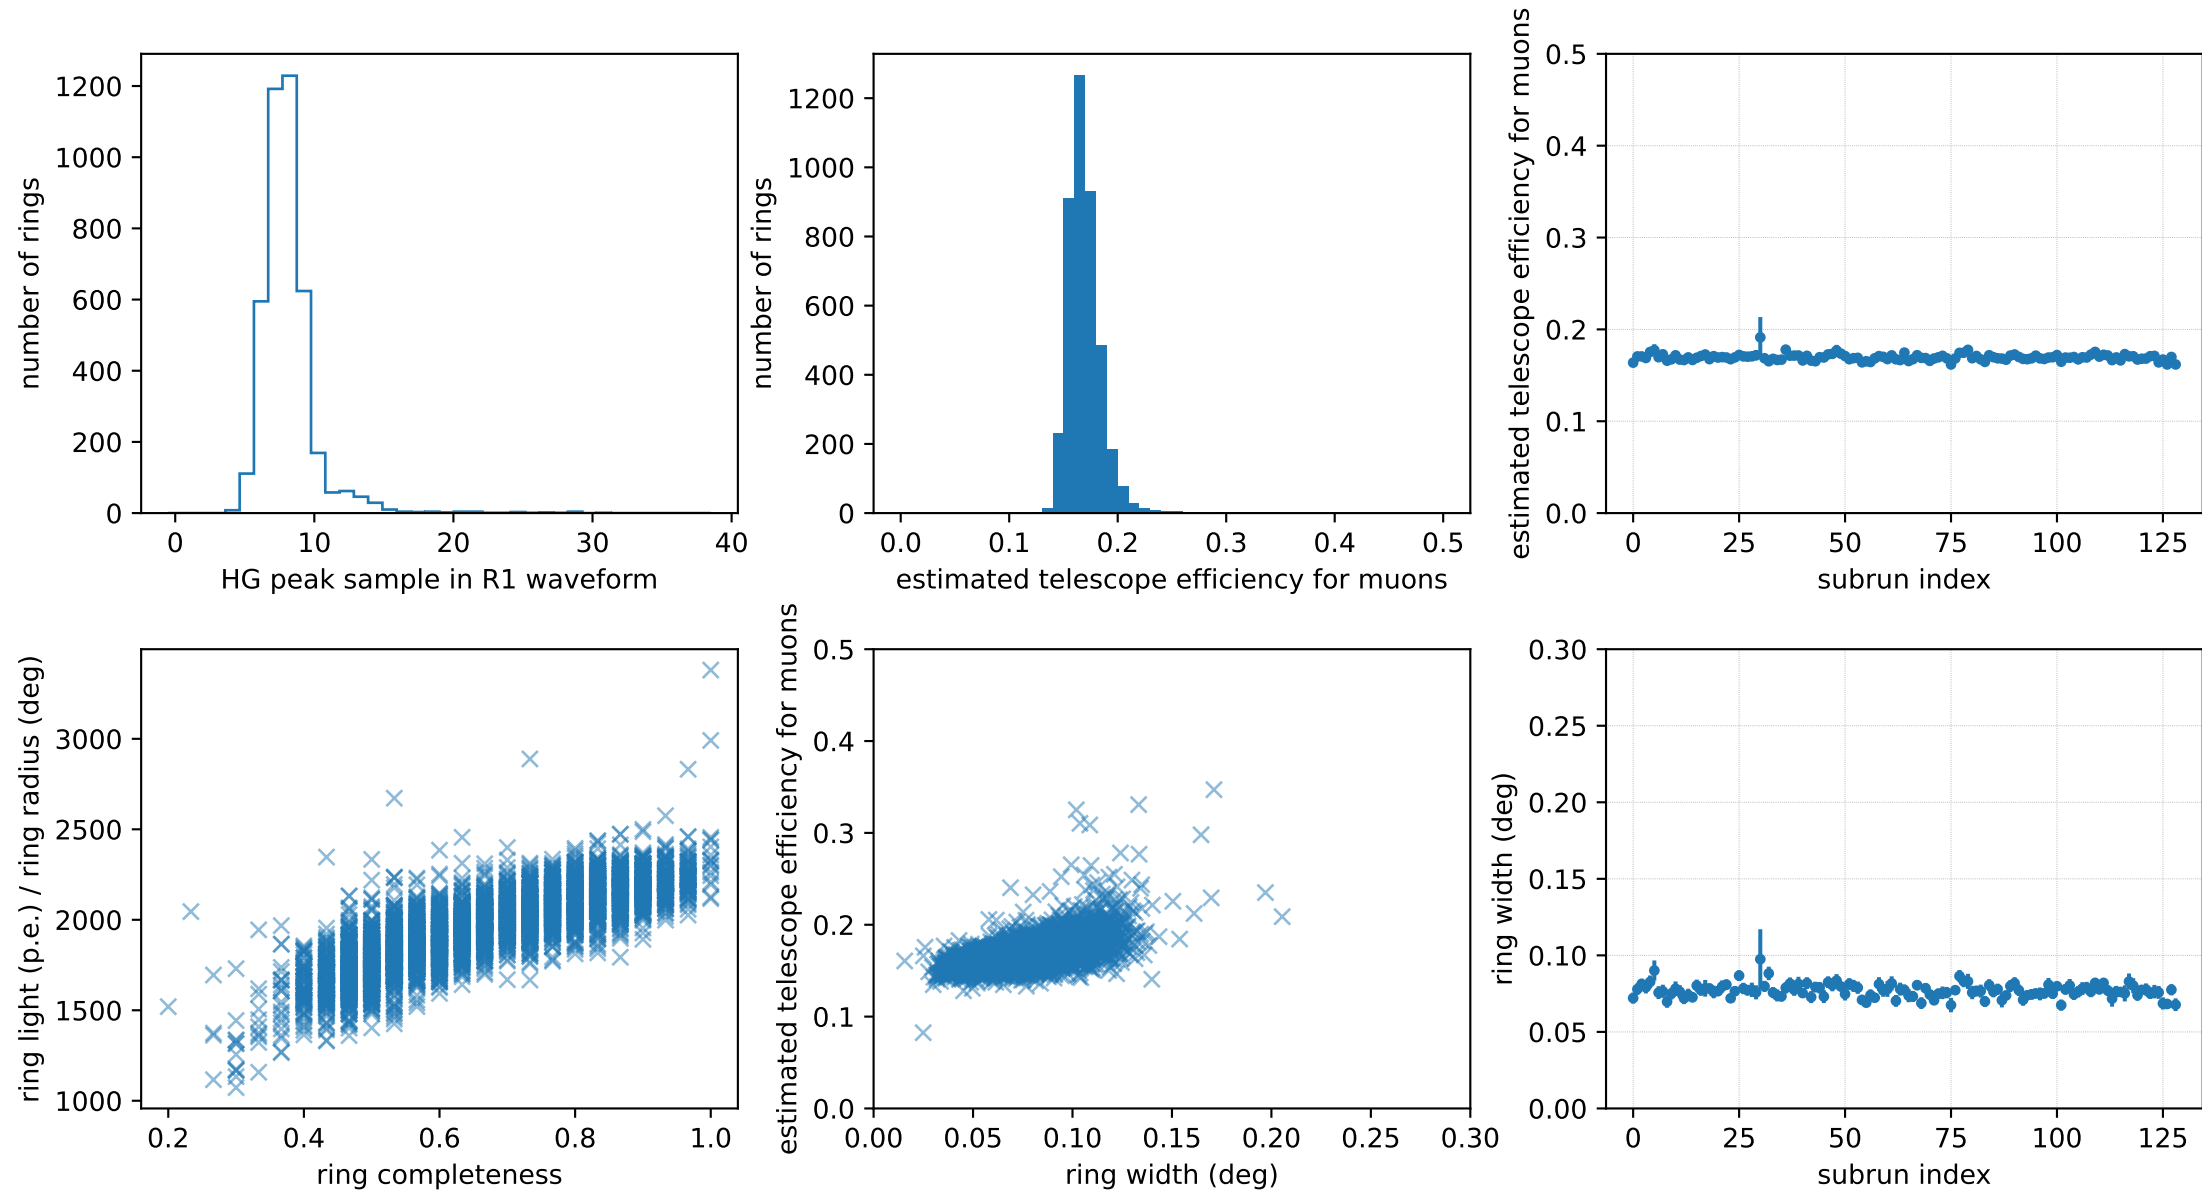 number of rings
1200
1000
800
600
400
200
0
0 10 20 30 40
HG peak sample in R1 waveform
number of rings
1200
1000
800
600
400
200
0
0.0 0.1 0.2 0.3 0.4 0.5
estimated telescope efficiency for muons
estimated telescope efficiency for muons
0.5
0.4
0.3
0.2
0.1
0.0
0 25 50 75 100 125
subrun index
ring light (p.e.) / ring radius (deg)
3000
2500
2000
1500
1000
0.2 0.4 0.6 0.8 1.0
ring completeness
estimated telescope efficiency for muons
0.5
0.4
0.3
0.2
0.1
0.0
0.00 0.05 0.10 0.15 0.20 0.25 0.30
ring width (deg)
ring width (deg)
0.30
0.25
0.20
0.15
0.10
0.05
0.00
0 25 50 75 100 125
subrun index